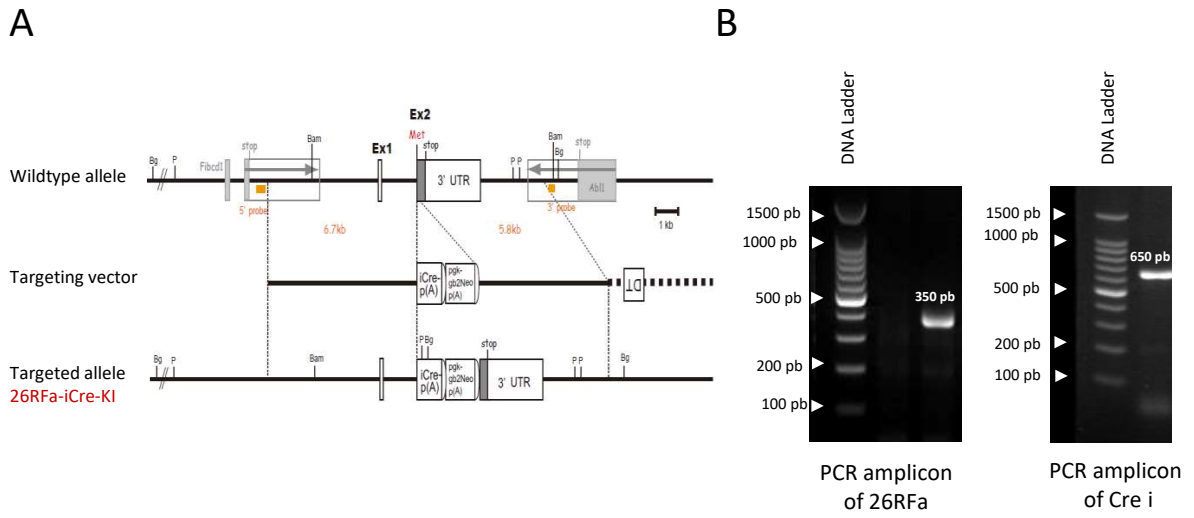 A
Ex2
Met
Bg
P
Fibcd1
stop
Bam
Ex1
stop
P P
Bam
Bg
stop
Abl1
Wildtype allele
3' UTR
5' probe
3' probe
6.7kb
5.8kb
1 kb
Targeting vector
iCre-
p(A)
pgk-
gb2Neo
p(A)
DT
Bg
P
Bam
P Bg
stop
P P
Bg
Targeted allele
26RFa-iCre-KI
iCre-
p(A)
pgk-
gb2Neo
p(A)
3' UTR
B
DNA Ladder
1500 pb
1000 pb
500 pb
200 pb
100 pb
350 pb
PCR amplicon
of 26RFa
DNA Ladder
1500 pb
1000 pb
500 pb
200 pb
100 pb
650 pb
PCR amplicon
of Cre i